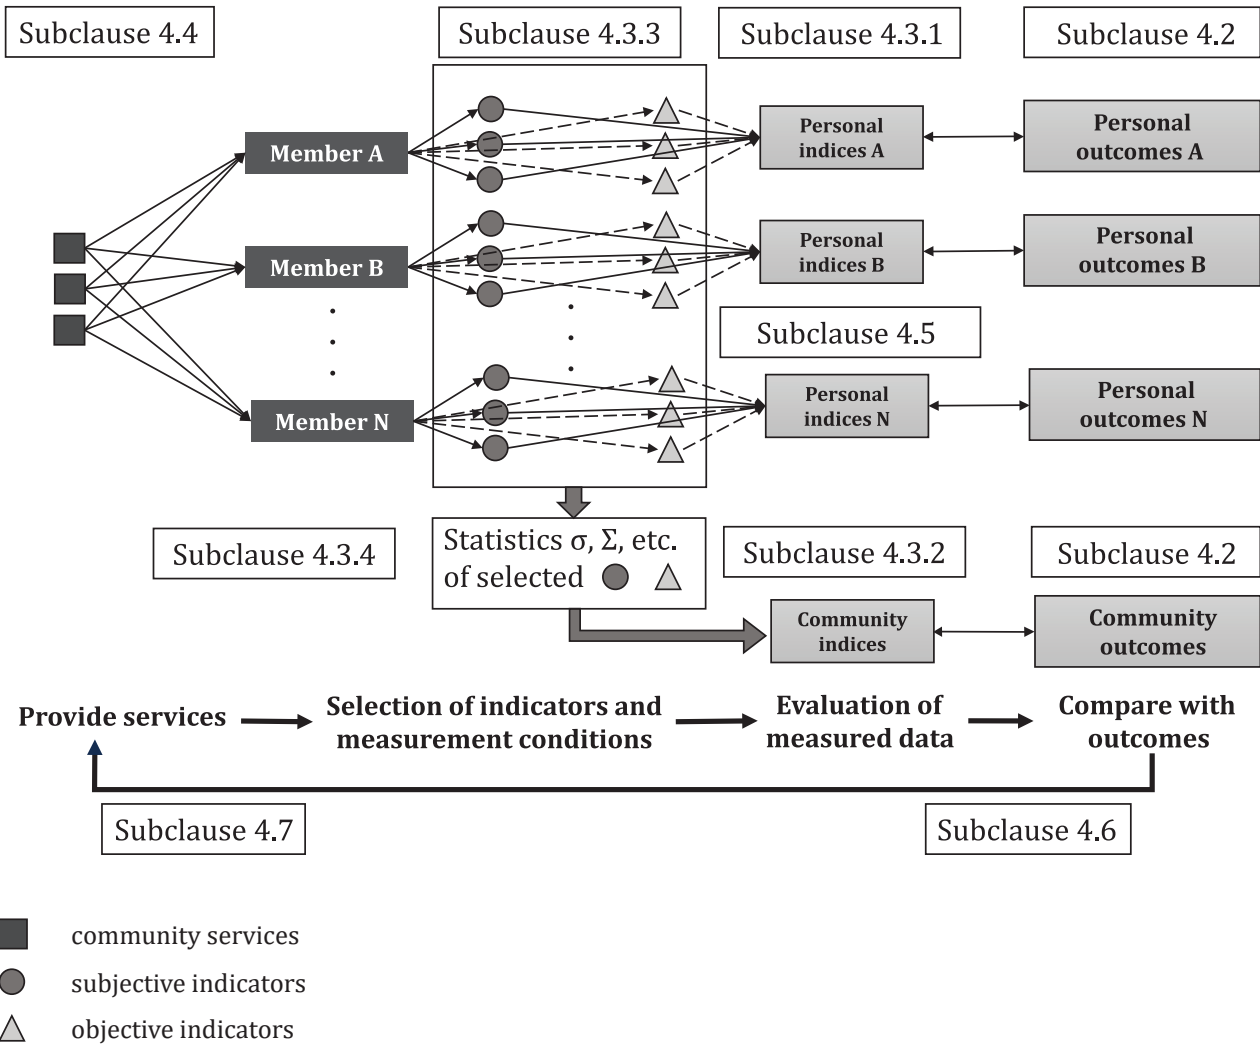 Subclause 4.4
Subclause 4.3.3
Subclause 4.3.1
Subclause 4.2
Member A
Personal
indices A
Personal
outcomes A
Member B
Personal
indices B
Personal
outcomes B
Subclause 4.5
Member N
Personal
indices N
Personal
outcomes N
Subclause 4.3.4
Statistics σ, Σ, etc.
of selected
Subclause 4.3.2
Subclause 4.2
Community
indices
Community
outcomes
Provide services
Selection of indicators and
measurement conditions
Evaluation of
measured data
Compare with
outcomes
Subclause 4.7
Subclause 4.6
community services
subjective indicators
objective indicators